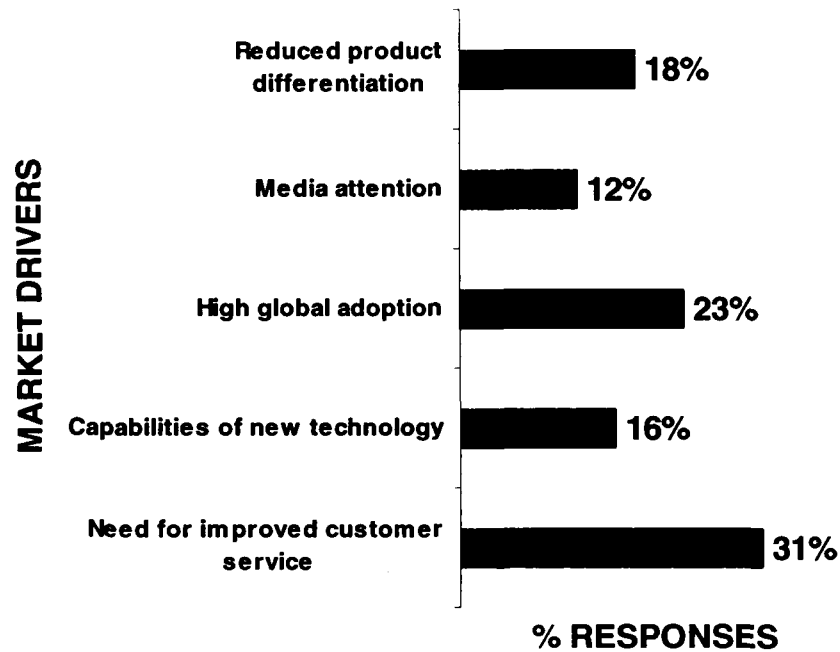 MARKET DRIVERS
Reduced product
differentiation
18%
Media attention
12%
High global adoption
23%
Capabilities of new technology
16%
Need for improved customer
service
31%
% RESPONSES